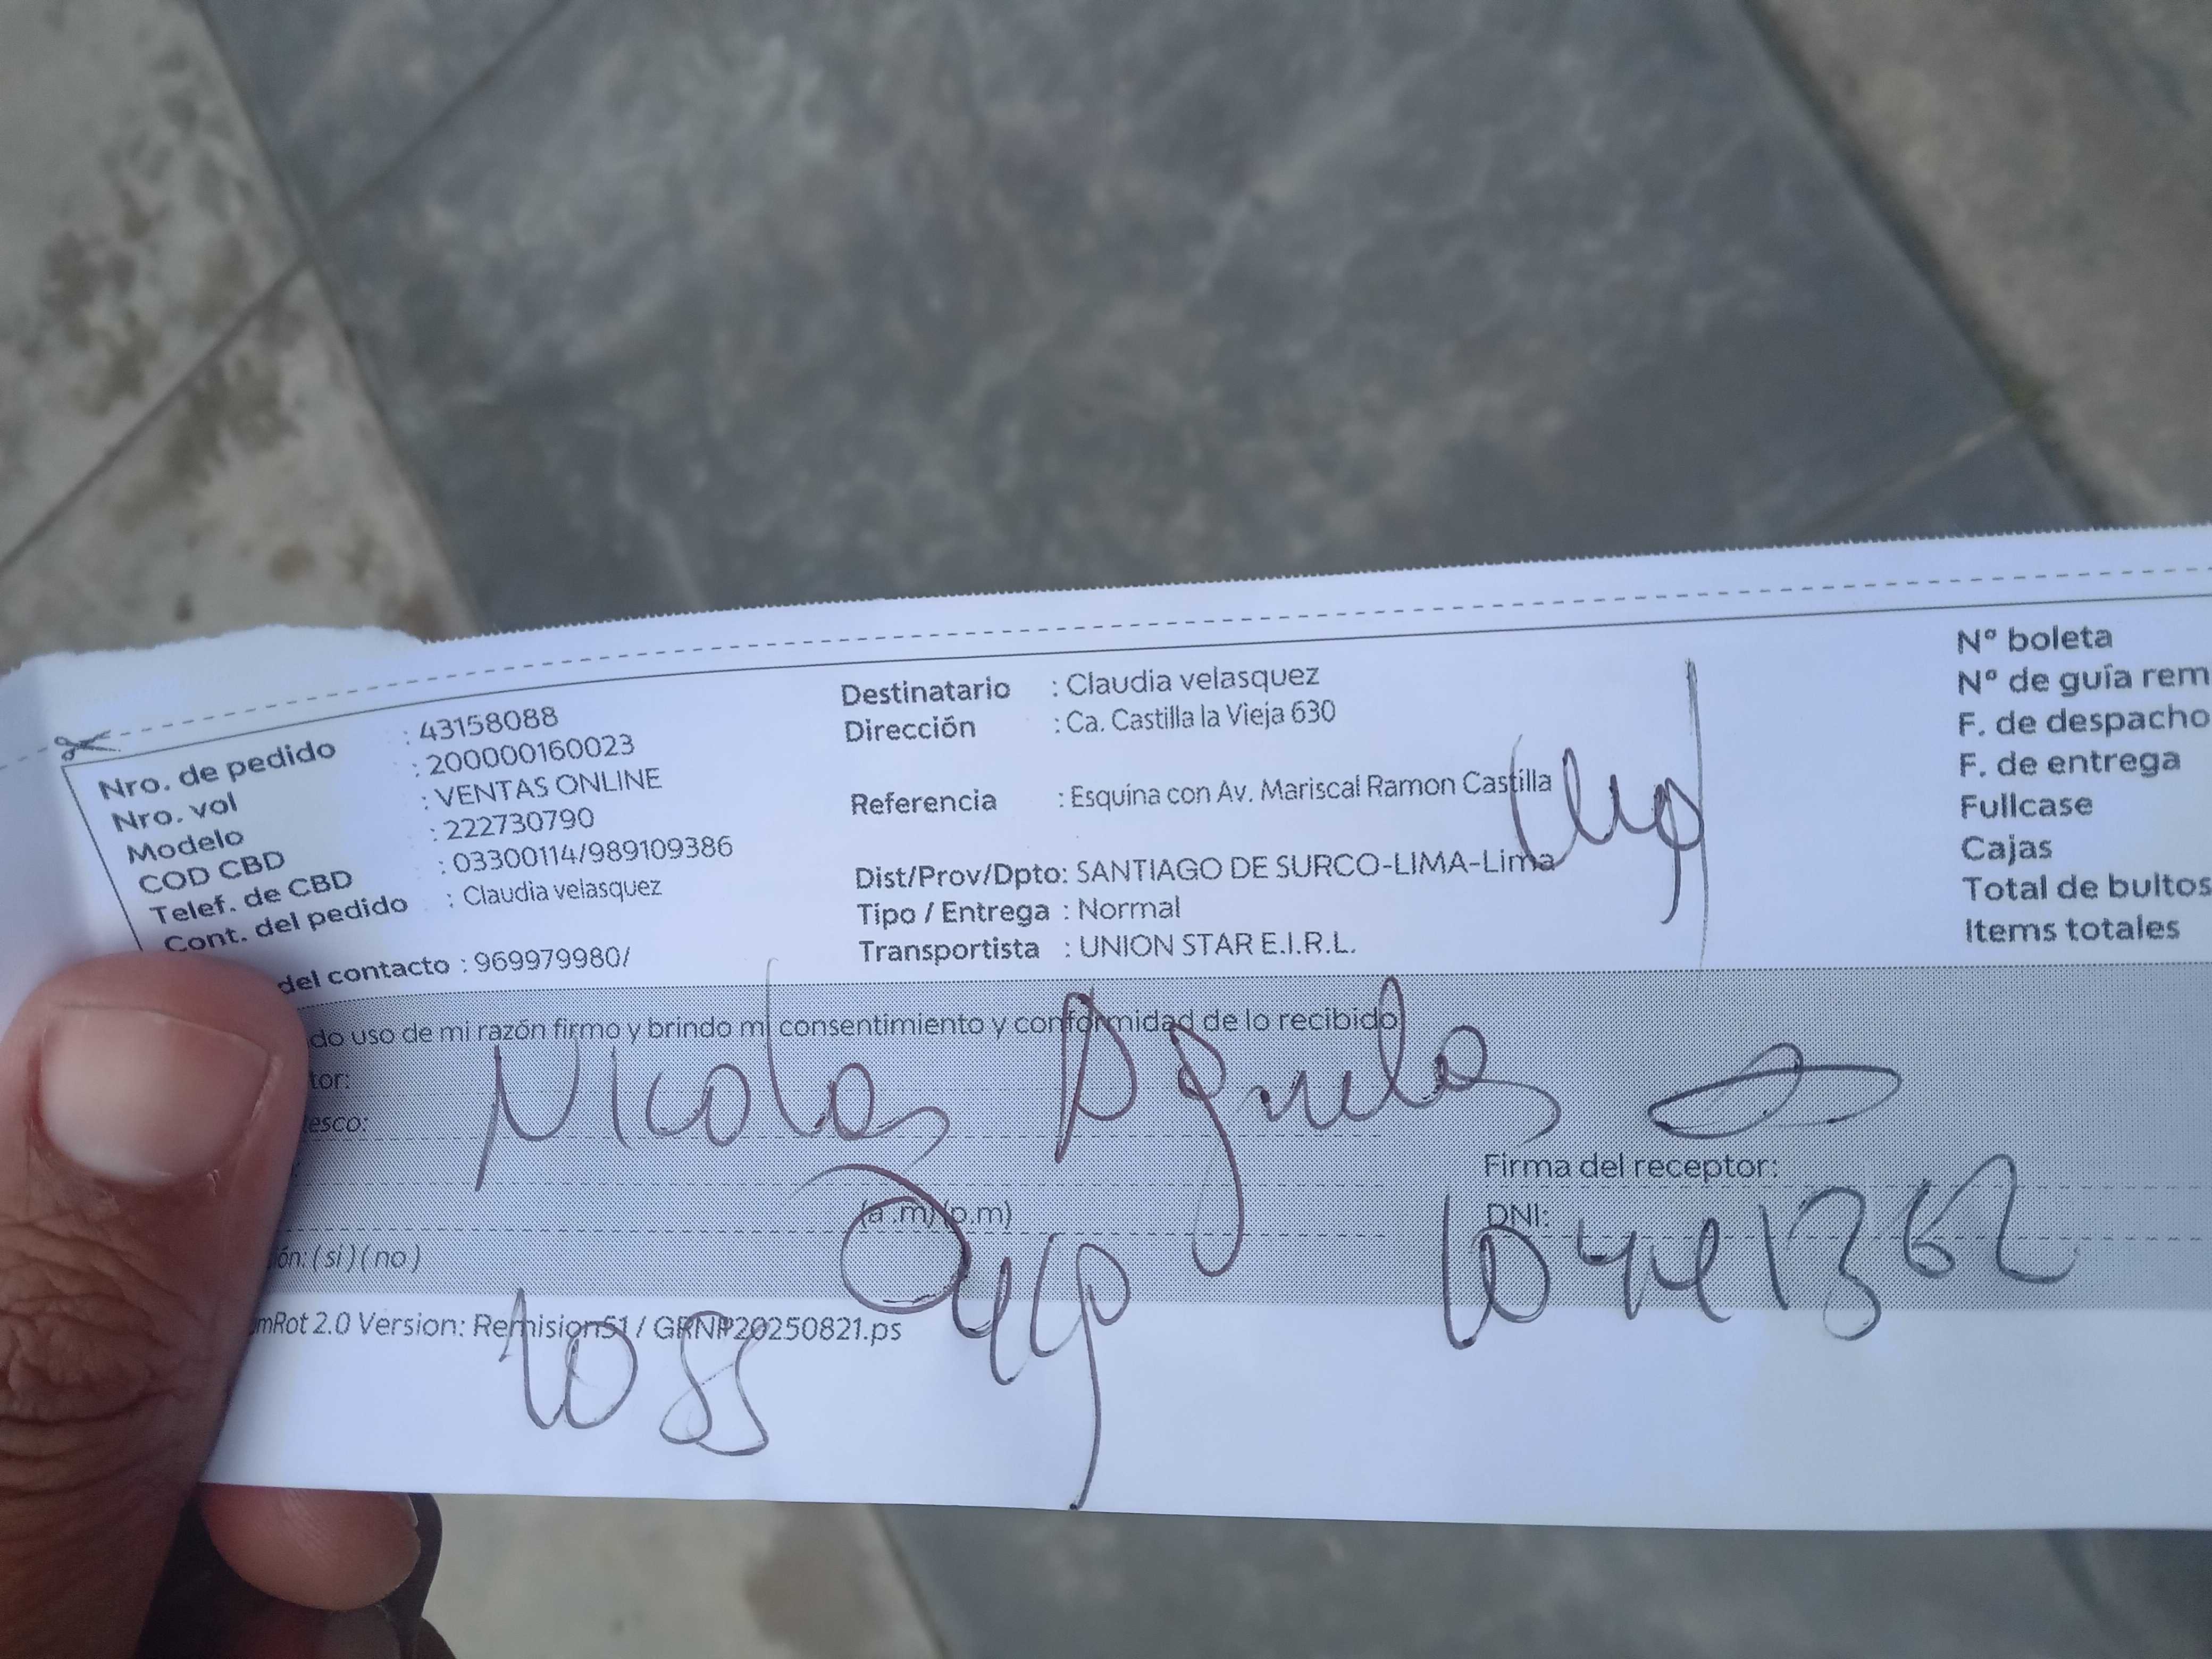 Nro. de pedido : 43158088
Nro. vol : 200000160023
Modelo : VENTAS ONLINE
COD CBD : 222730790
Telef. de CBD : 03300114/989109386
Cont. del pedido : Claudia velasquez
del contacto : 969979980/
Destinatario : Claudia velasquez
Dirección : Ca. Castilla la Vieja 630
Referencia : Esquina con Av. Mariscal Ramon Castilla
Dist/Prov/Dpto: SANTIAGO DE SURCO-LIMA-Lima
Tipo / Entrega : Normal
Transportista : UNION STAR E.I.R.L.
N° boleta
N° de guía rem
F. de despacho
F. de entrega
Fullcase
Cajas
Total de bultos
Items totales
do uso de mi razón firmo y brindo mi consentimiento y conformidad de lo recibido
tor: Nicolas
esco:
Firma del receptor:
(a .m) (p.m)
DNI:
ión: ( si ) ( no )
mRot 2.0 Version: Remision51 / GRNP20250821.ps
1055